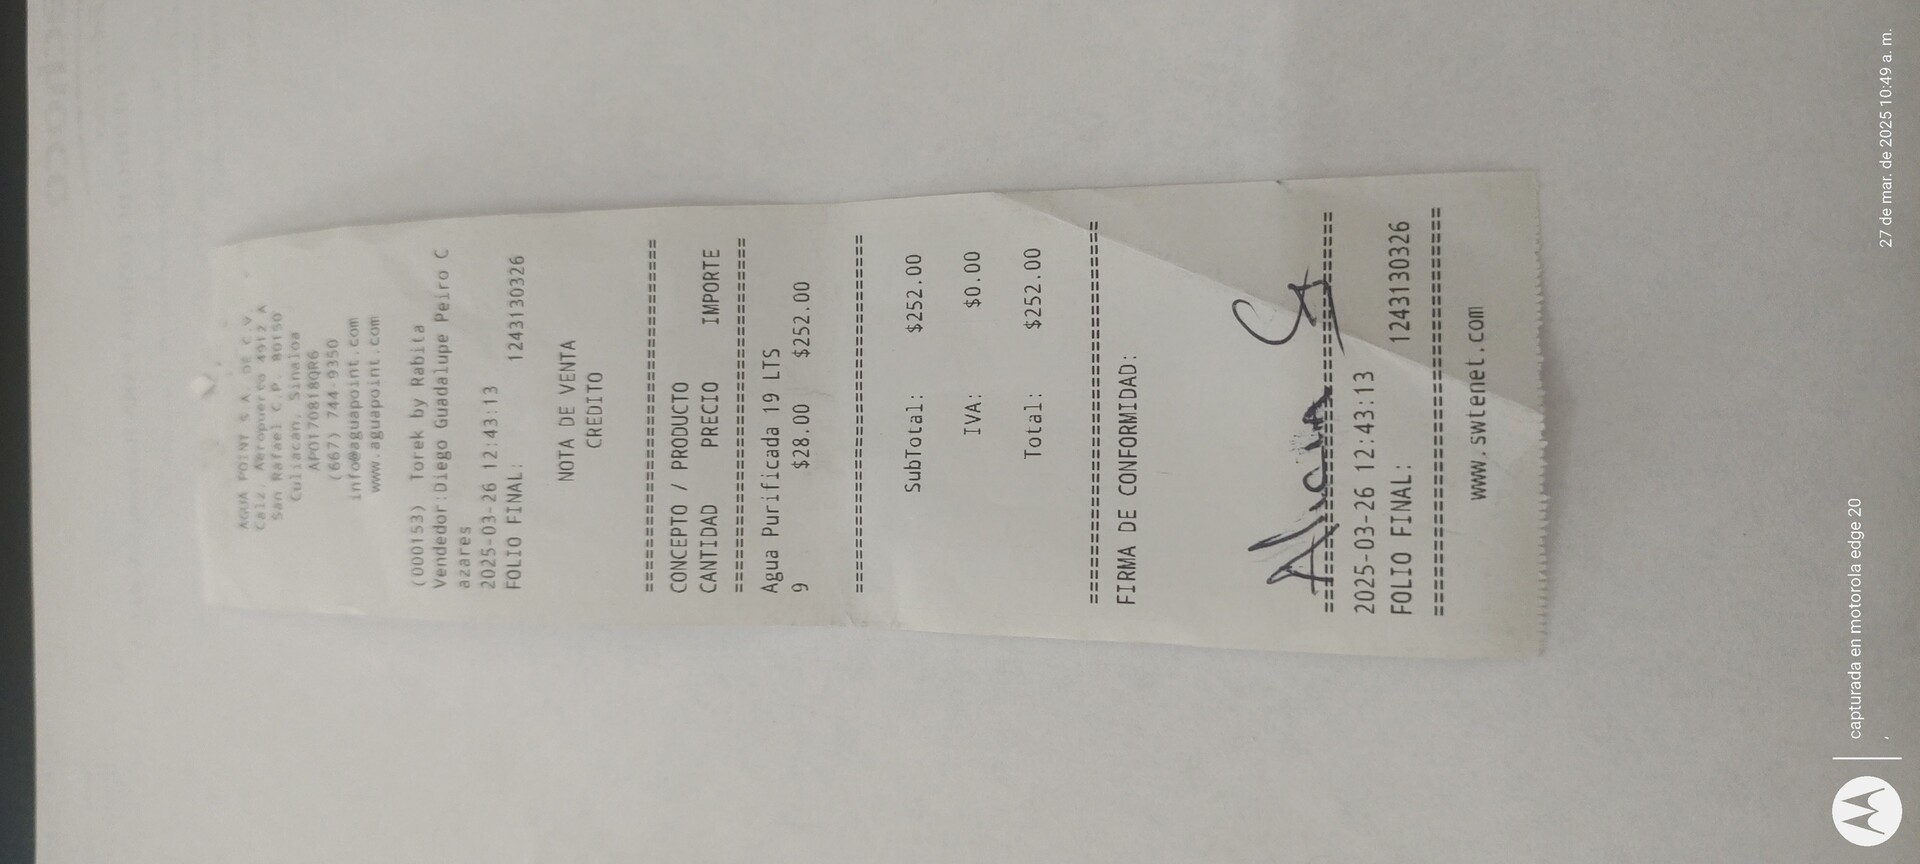 AGUA POINT S.A. DE C.V.
Calz. Aeropuerto 4912 A
San Rafael C.P. 80150
Culiacan, Sinaloa
APO170818QR6
(667) 744-9350
info@aguapoint.com
www.aguapoint.com
(000153) Torek by Rabita
Vendedor:Diego Guadalupe Peiro C
azares
2025-03-26 12:43:13
FOLIO FINAL: 1243130326
NOTA DE VENTA
CREDITO
================================
CONCEPTO / PRODUCTO
CANTIDAD PRECIO IMPORTE
================================
Agua Purificada 19 LTS
9 $28.00 $252.00
================================
SubTotal: $252.00
IVA: $0.00
Total: $252.00
================================
FIRMA DE CONFORMIDAD:
================================
2025-03-26 12:43:13
FOLIO FINAL: 1243130326
================================
www.swtenet.com
capturada en motorola edge 20
27 de mar. de 2025 10:49 a. m.